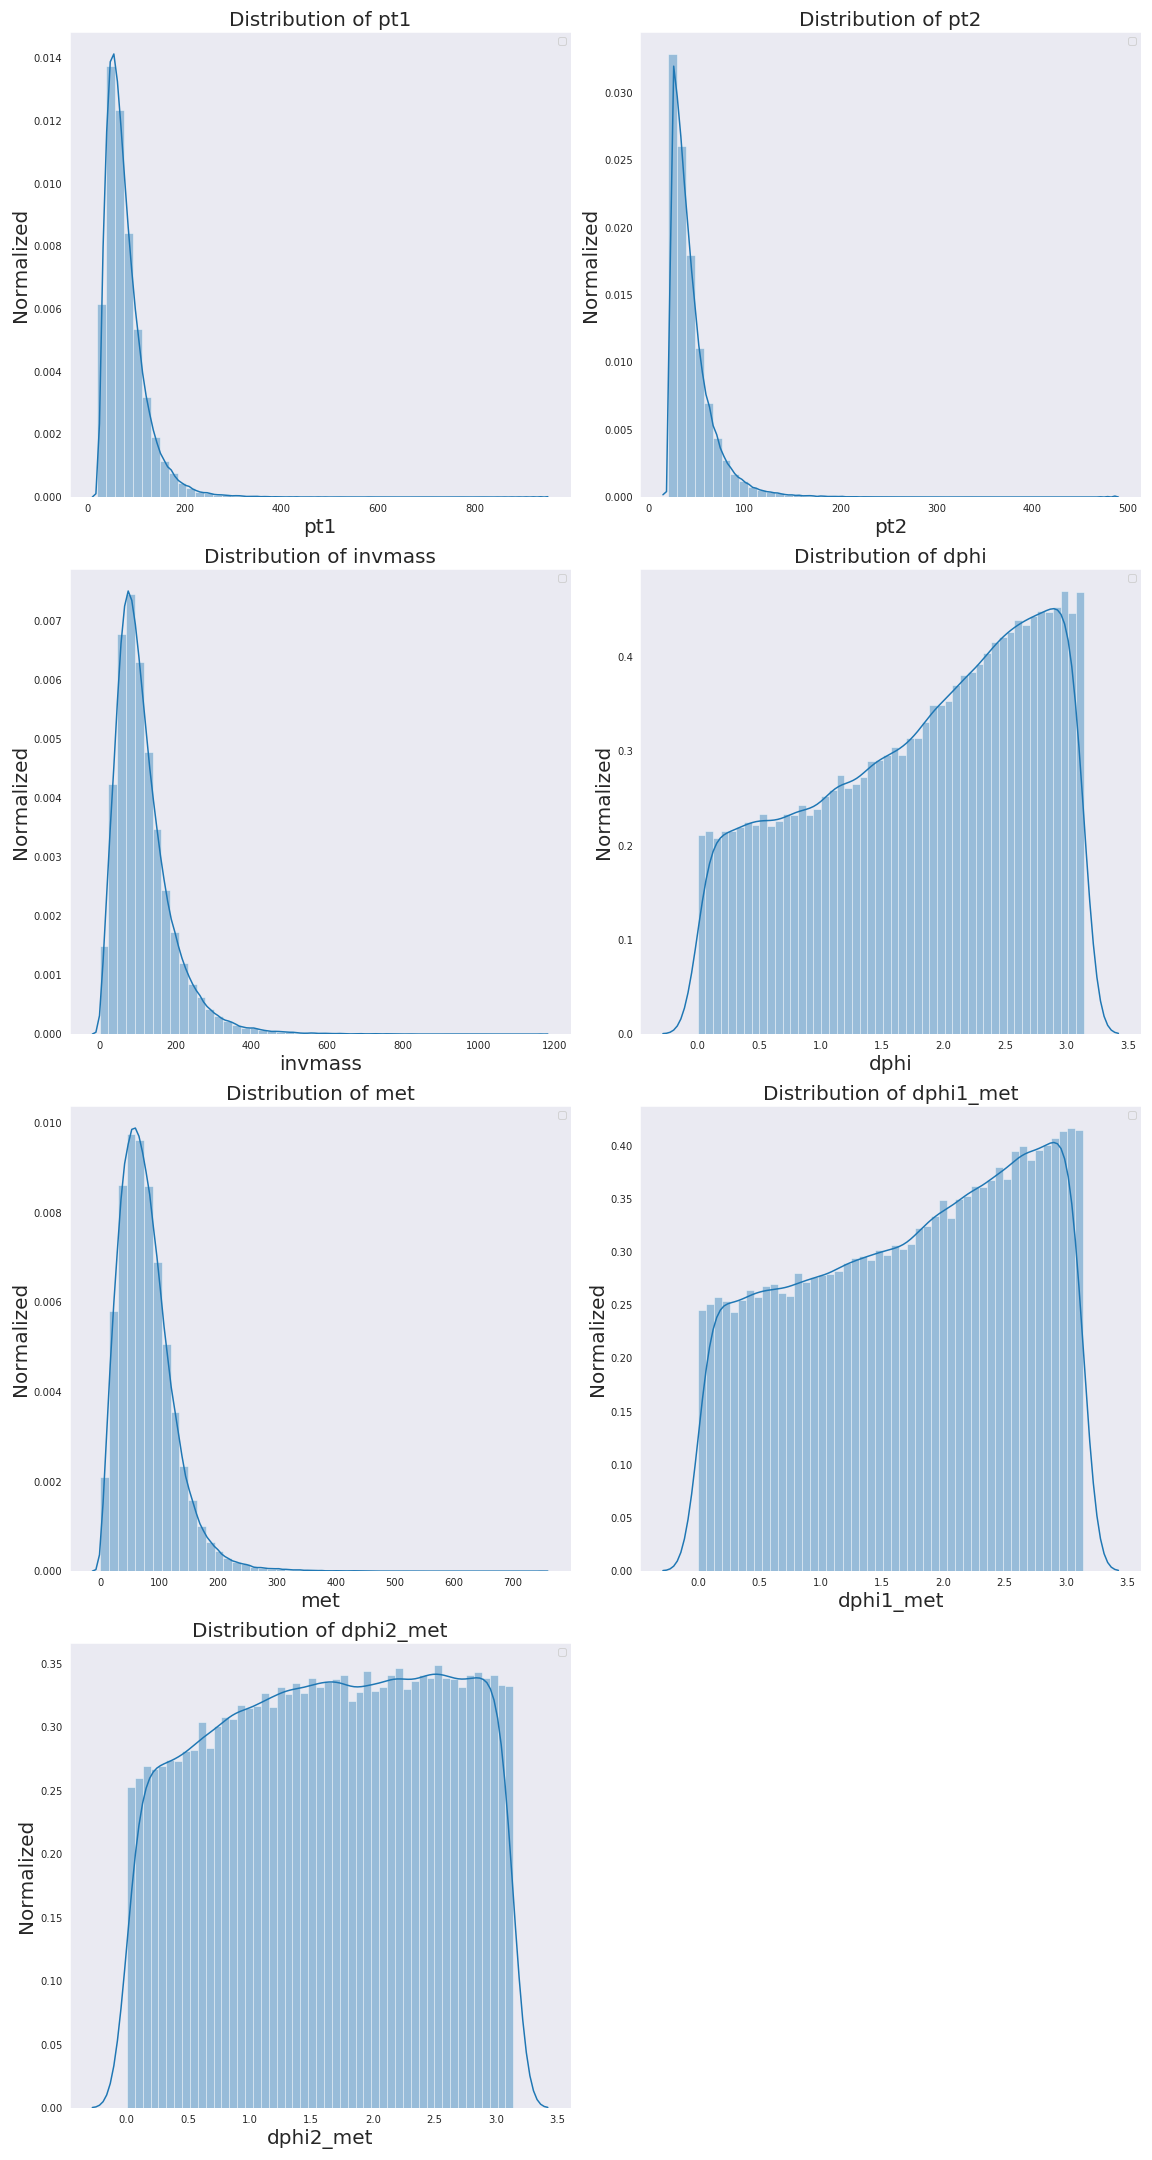 Distribution of pt1
Normalized
0.014
0.012
0.010
0.008
0.006
0.004
0.002
0.000
0 200 400 600 800
pt1
Distribution of pt2
Normalized
0.030
0.025
0.020
0.015
0.010
0.005
0.000
0 100 200 300 400 500
pt2
Distribution of invmass
Normalized
0.007
0.006
0.005
0.004
0.003
0.002
0.001
0.000
0 200 400 600 800 1000 1200
invmass
Distribution of dphi
Normalized
0.4
0.3
0.2
0.1
0.0
0.0 0.5 1.0 1.5 2.0 2.5 3.0 3.5
dphi
Distribution of met
Normalized
0.010
0.008
0.006
0.004
0.002
0.000
0 100 200 300 400 500 600 700
met
Distribution of dphi1_met
Normalized
0.40
0.35
0.30
0.25
0.20
0.15
0.10
0.05
0.00
0.0 0.5 1.0 1.5 2.0 2.5 3.0 3.5
dphi1_met
Distribution of dphi2_met
Normalized
0.35
0.30
0.25
0.20
0.15
0.10
0.05
0.00
0.0 0.5 1.0 1.5 2.0 2.5 3.0 3.5
dphi2_met